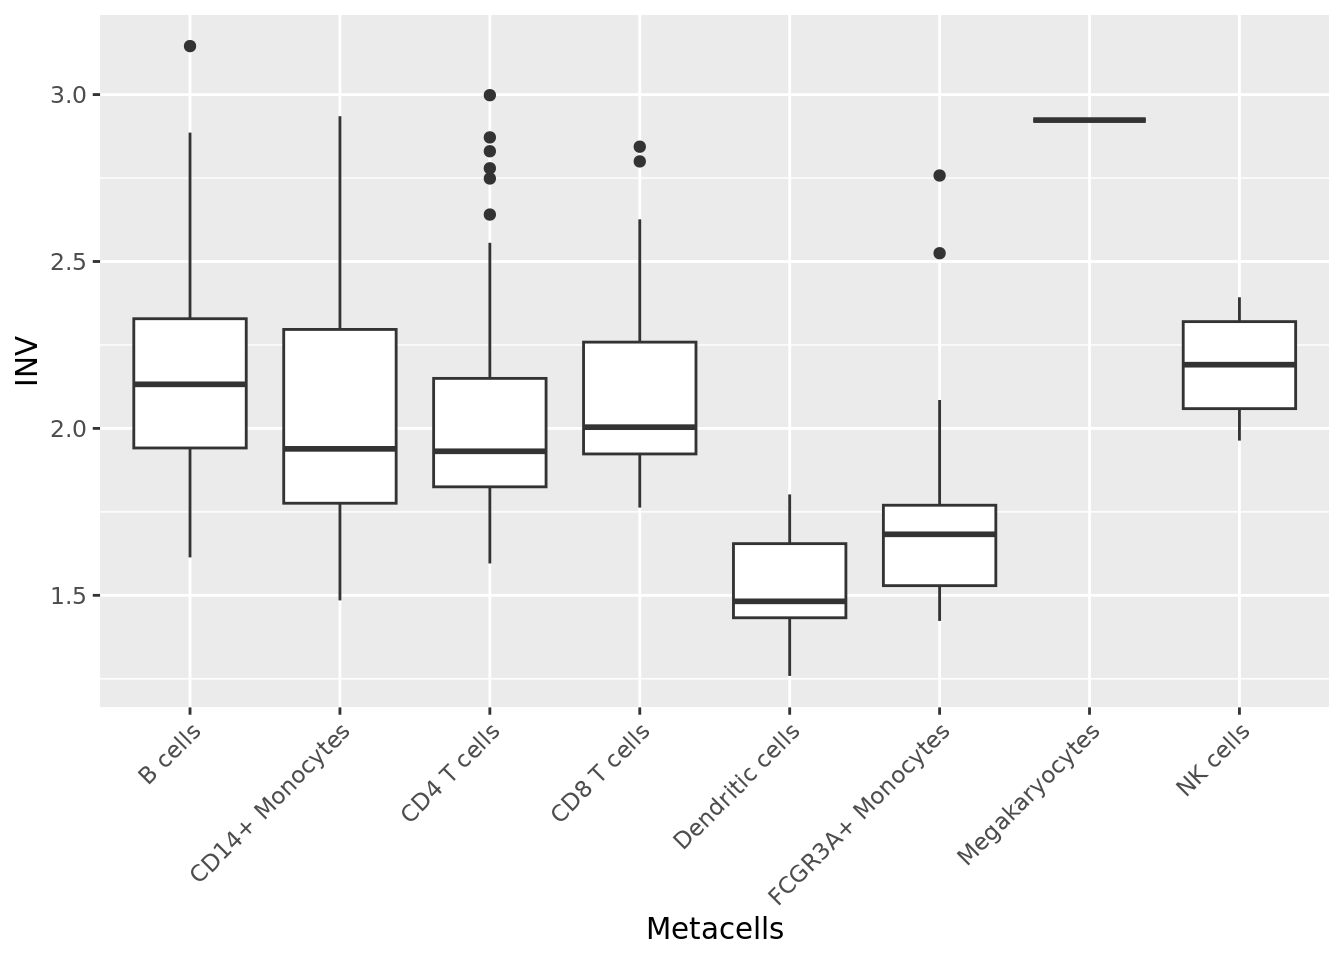 3.0
2.5
2.0
1.5
INV
B cells
CD14+ Monocytes
CD4 T cells
CD8 T cells
Dendritic cells
FCGR3A+ Monocytes
Megakaryocytes
NK cells
Metacells